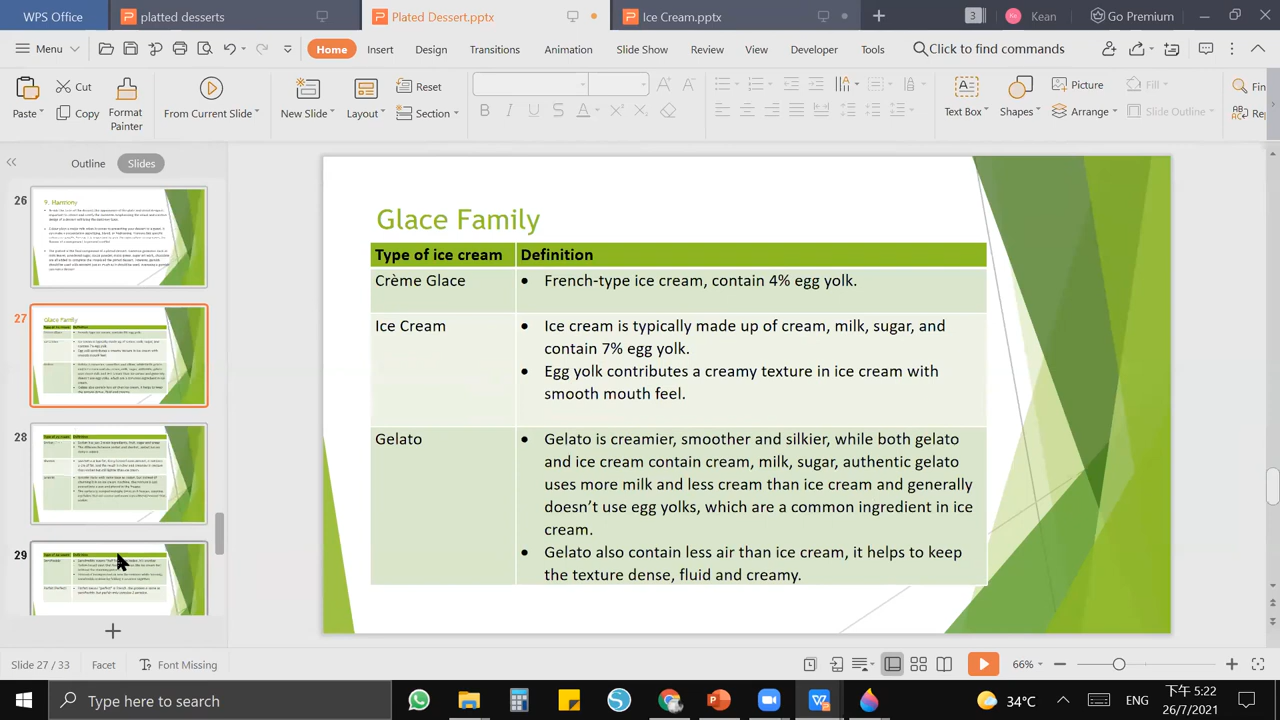 WPS Office
platted desserts
Plated Dessert.pptx
Ice Cream.pptx
3
Ke
Kean
Go Premium
Menu
Home
Insert
Design
Transitions
Animation
Slide Show
Review
View
Developer
Tools
Click to find commands
Paste
Cut
Copy
Format
Painter
From Current Slide
New Slide
Layout
Reset
Section
B I U S A X² X₂
Text Box
Shapes
Picture
Arrange
Fill
Slide Outline
Fin
Re
Outline
Slides
26
9. Harmony
27
Glace Family
28
29
Glace Family
Type of ice cream
Definition
Crème Glace
• French-type ice cream, contain 4% egg yolk.
Ice Cream
• Ice cream is typically made up of cream, milk, sugar, and
contain 7% egg yolk.
• Egg yolk contributes a creamy texture in ice cream with
smooth mouth feel.
Gelato
• Gelato is creamier, smoother and silkier.
both gelato
and ice cream contain cream, milk, sugar, authentic gelato
uses more milk and less cream than ice cream and generally
doesn't use egg yolks, which are a common ingredient in ice
cream.
• Gelato also contain less air than ice cream, helps to keep
the texture dense, fluid and creamy.
Slide 27 / 33
Facet
Font Missing
66%
Type here to search
34°C
ENG
下午 5:22
26/7/2021